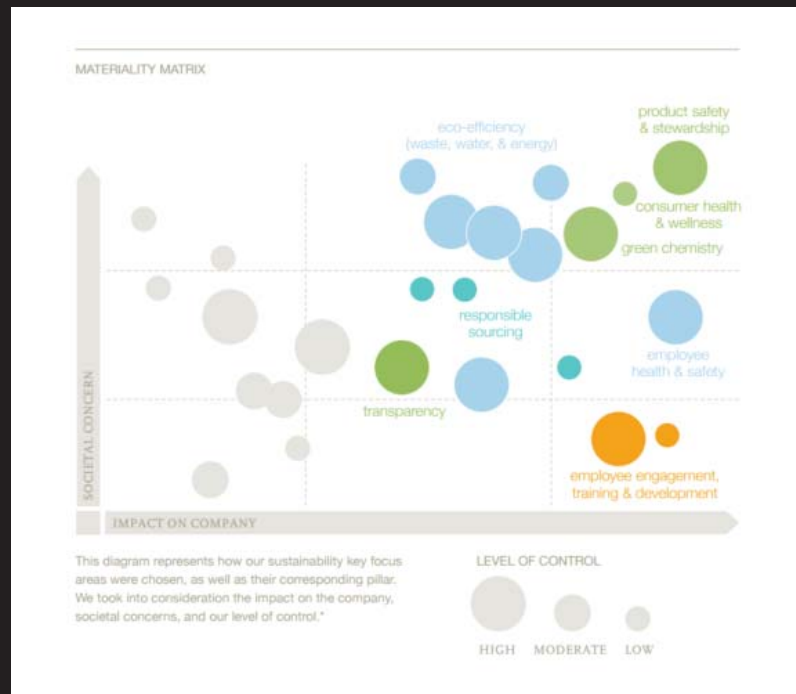 MATERIALITY MATRIX
product safety
& stewardship
eco-efficiency
(waste, water, & energy)
consumer health
& wellness
green chemistry
responsible
sourcing
employee
health & safety
transparency
employee engagement,
training & development
SOCIETAL CONCERN
IMPACT ON COMPANY
This diagram represents how our sustainability key focus
areas were chosen, as well as their corresponding pillar.
We took into consideration the impact on the company,
societal concerns, and our level of control.*
LEVEL OF CONTROL
HIGH MODERATE LOW